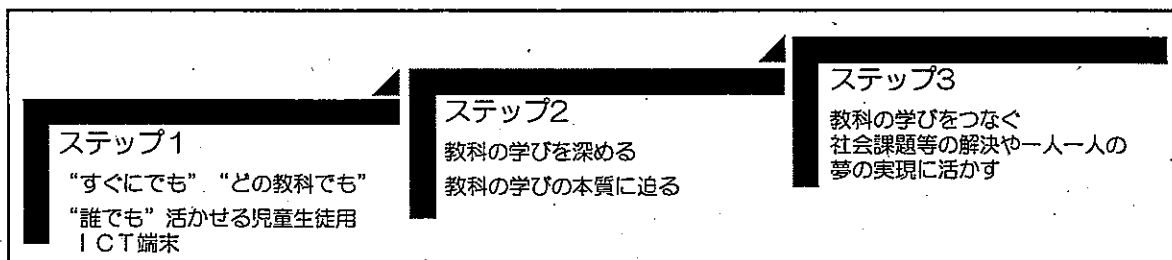 ステップ1
“すぐにでも”“どの教科でも”
“誰でも”活かせる児童生徒用
ICT端末
ステップ2
教科の学びを深める
教科の学びの本質に迫る
ステップ3
教科の学びをつなぐ
社会課題等の解決や一人一人の
夢の実現に活かす